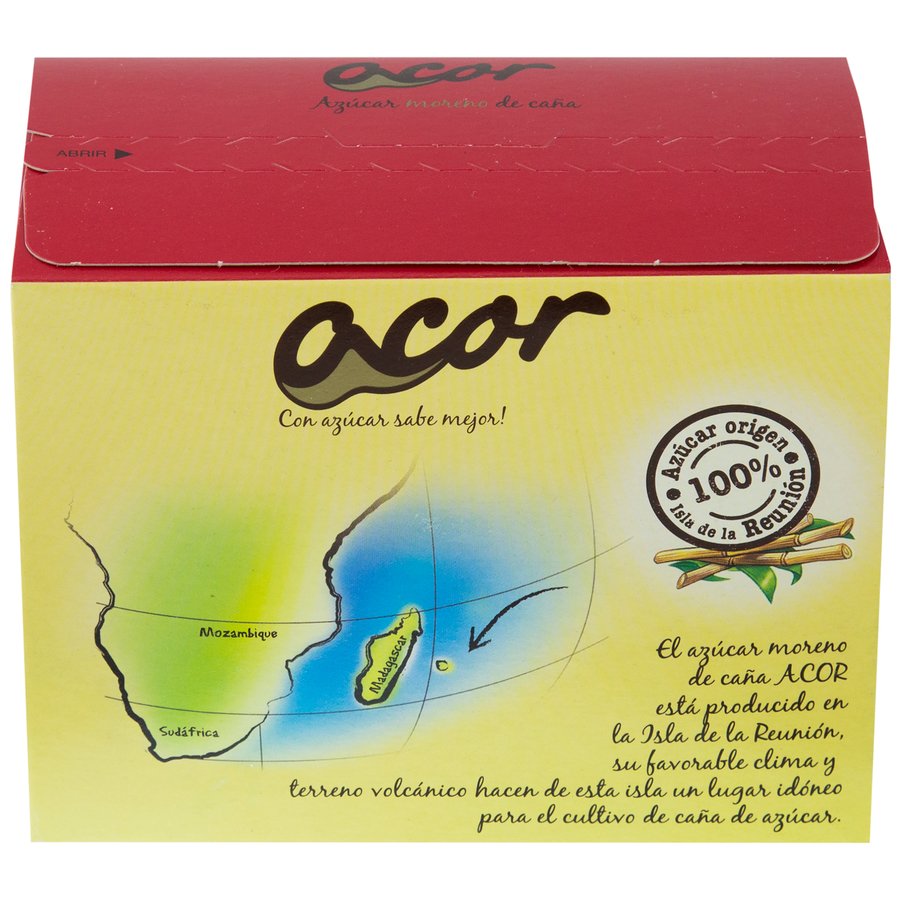 acor
Azúcar moreno de caña
ABRIR
acor
Con azúcar sabe mejor!
Azúcar origen
100%
Isla de la Reunión
Mozambique
Madagascar
Sudáfrica
El azúcar moreno
de caña ACOR
está producido en
la Isla de la Reunión,
su favorable clima y
terreno volcánico hacen de esta isla un lugar idóneo
para el cultivo de caña de azúcar.